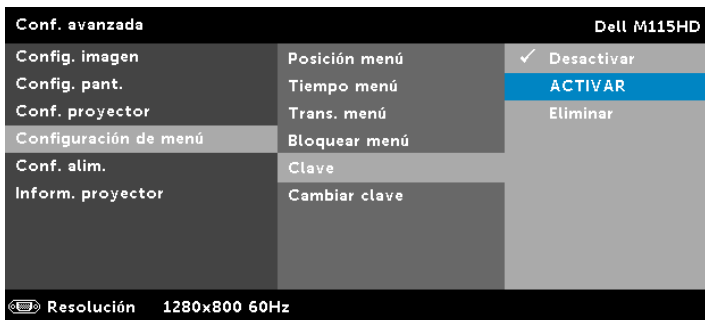 Conf. avanzada
Dell M115HD
Config. imagen
Config. pant.
Conf. proyector
Configuración de menú
Conf. alim.
Inform. proyector
Posición menú
Tiempo menú
Trans. menú
Bloquear menú
Clave
Cambiar clave
✓ Desactivar
ACTIVAR
Eliminar
Resolución 1280x800 60Hz